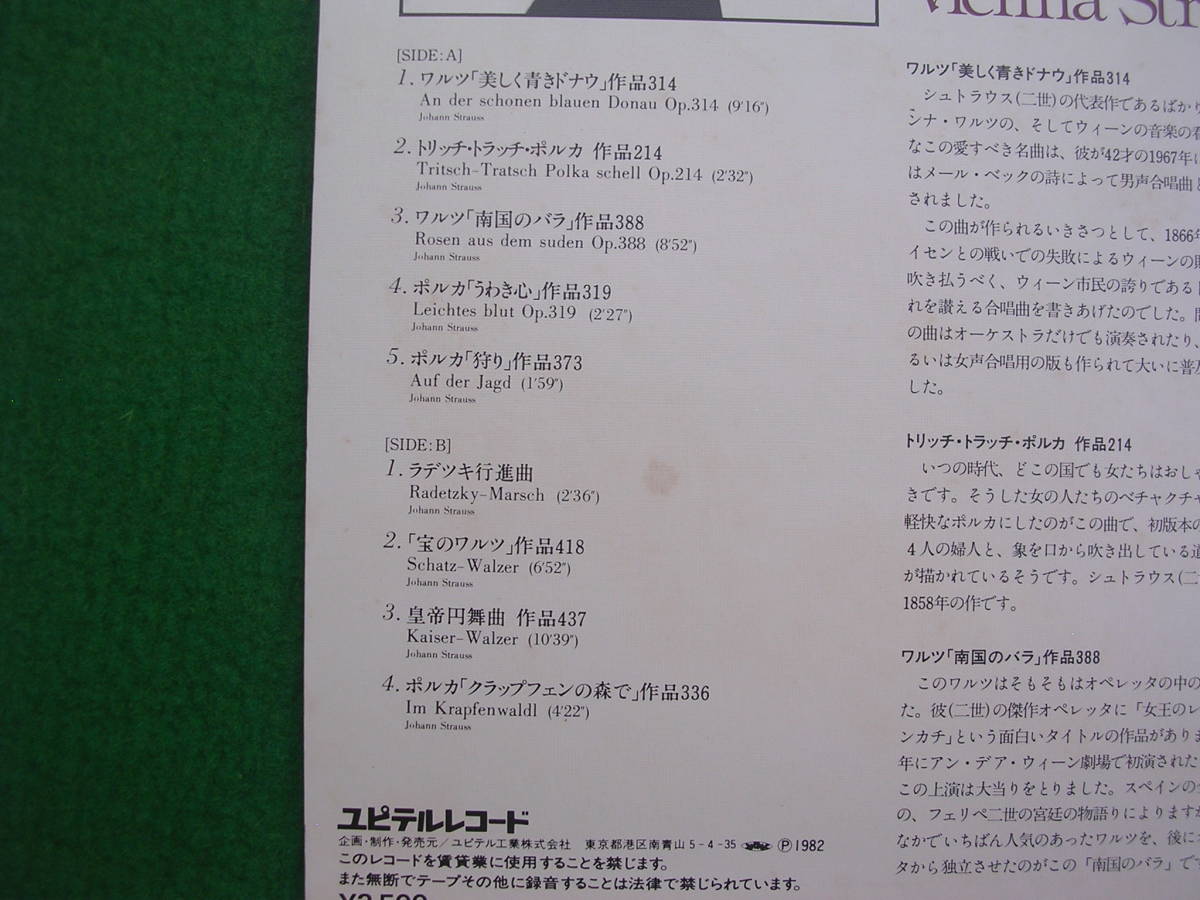 Vienna Str
[SIDE:A]
1. ワルツ「美しく青きドナウ」作品314
An der schonen blauen Donau Op.314 (9'16")
Johann Strauss
2. トリッチ・トラッチ・ポルカ 作品214
Tritsch-Tratsch Polka schell Op.214 (2'32")
Johann Strauss
3. ワルツ「南国のバラ」作品388
Rosen aus dem suden Op.388 (8'52")
Johann Strauss
4. ポルカ「うわき心」作品319
Leichtes blut Op.319 (2'27")
Johann Strauss
5. ポルカ「狩り」作品373
Auf der Jagd (1'59")
Johann Strauss
[SIDE:B]
1. ラデツキ行進曲
Radetzky-Marsch (2'36")
Johann Strauss
2. 「宝のワルツ」作品418
Schatz-Walzer (6'52")
Johann Strauss
3. 皇帝円舞曲 作品437
Kaiser-Walzer (10'39")
Johann Strauss
4. ポルカ「クラップフェンの森で」作品336
Im Krapfenwaldl (4'22")
Johann Strauss
ユピテルレコード
企画・制作・発売元/ユピテル工業株式会社 東京都港区南青山5-4-35 Ⓟ1982
このレコードを賃貸業に使用することを禁じます。
また無断でテープその他に録音することは法律で禁じられています。
¥2,500
ワルツ「美しく青きドナウ」作品314
シュトラウス(二世)の代表作であるばかり
ンナ・ワルツの、そしてウィーンの音楽の
なこの愛すべき名曲は、彼が42才の1967年に
はメール・ベックの詩によって男声合唱曲と
されました。
この曲が作られるいきさつとして、1866年
イセンとの戦いでの失敗によるウィーンの
吹き払うべく、ウィーン市民の誇りである
れを讃える合唱曲を書きあげたのでした。
の曲はオーケストラだけでも演奏されたり、
るいは女声合唱用の版も作られて大いに普及
した。
トリッチ・トラッチ・ポルカ 作品214
いつの時代、どこの国でも女たちはおしゃ
きです。そうした女の人たちのペチャクチャ
軽快なポルカにしたのがこの曲で、初版本の
4人の婦人と、象を口から吹き出している
が描かれているそうです。シュトラウス(二
1858年の作です。
ワルツ「南国のバラ」作品388
このワルツはそもそもはオペレッタの中の
た。彼(二世)の傑作オペレッタに「女王のレ
ンカチ」という面白いタイトルの作品がありま
年にアン・デア・ウィーン劇場で初演された
この上演は大当りをとりました。スペインの
の、フェリペ二世の宮廷の物語りによりますが
なかでいちばん人気のあったワルツを、後に
タから独立させたのがこの「南国のバラ」で